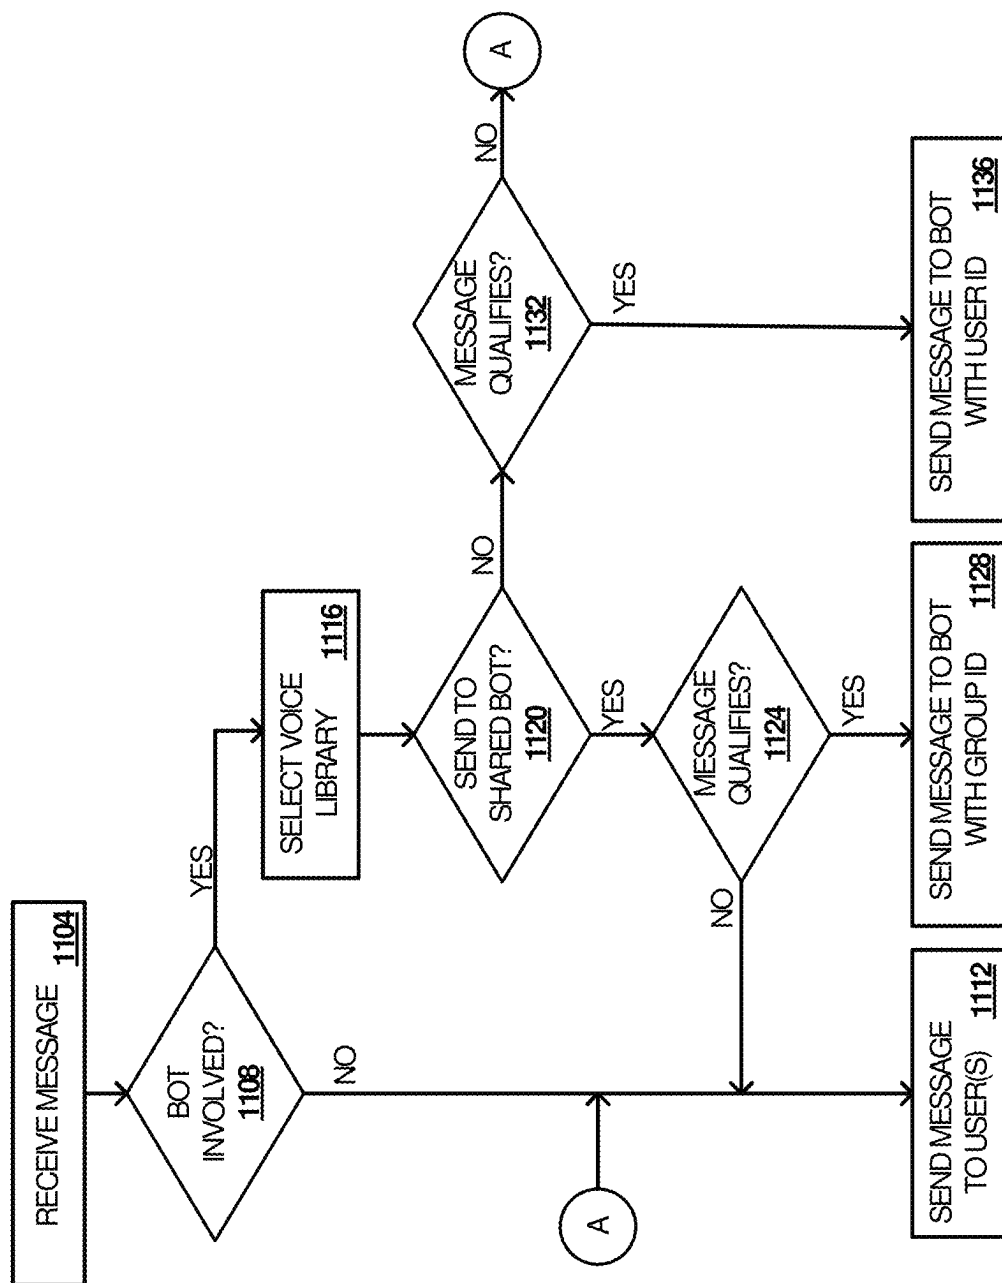 RECEIVE MESSAGE
1104
BOT
INVOLVED?
1108
YES
NO
SELECT VOICE
LIBRARY
1116
SEND TO
SHARED BOT?
1120
NO
YES
MESSAGE
QUALIFIES?
1124
NO
YES
MESSAGE
QUALIFIES?
1132
NO
A
YES
A
SEND MESSAGE
TO USER(S)
1112
SEND MESSAGE TO BOT
WITH GROUP ID
1128
SEND MESSAGE TO BOT
WITH USER ID
1136